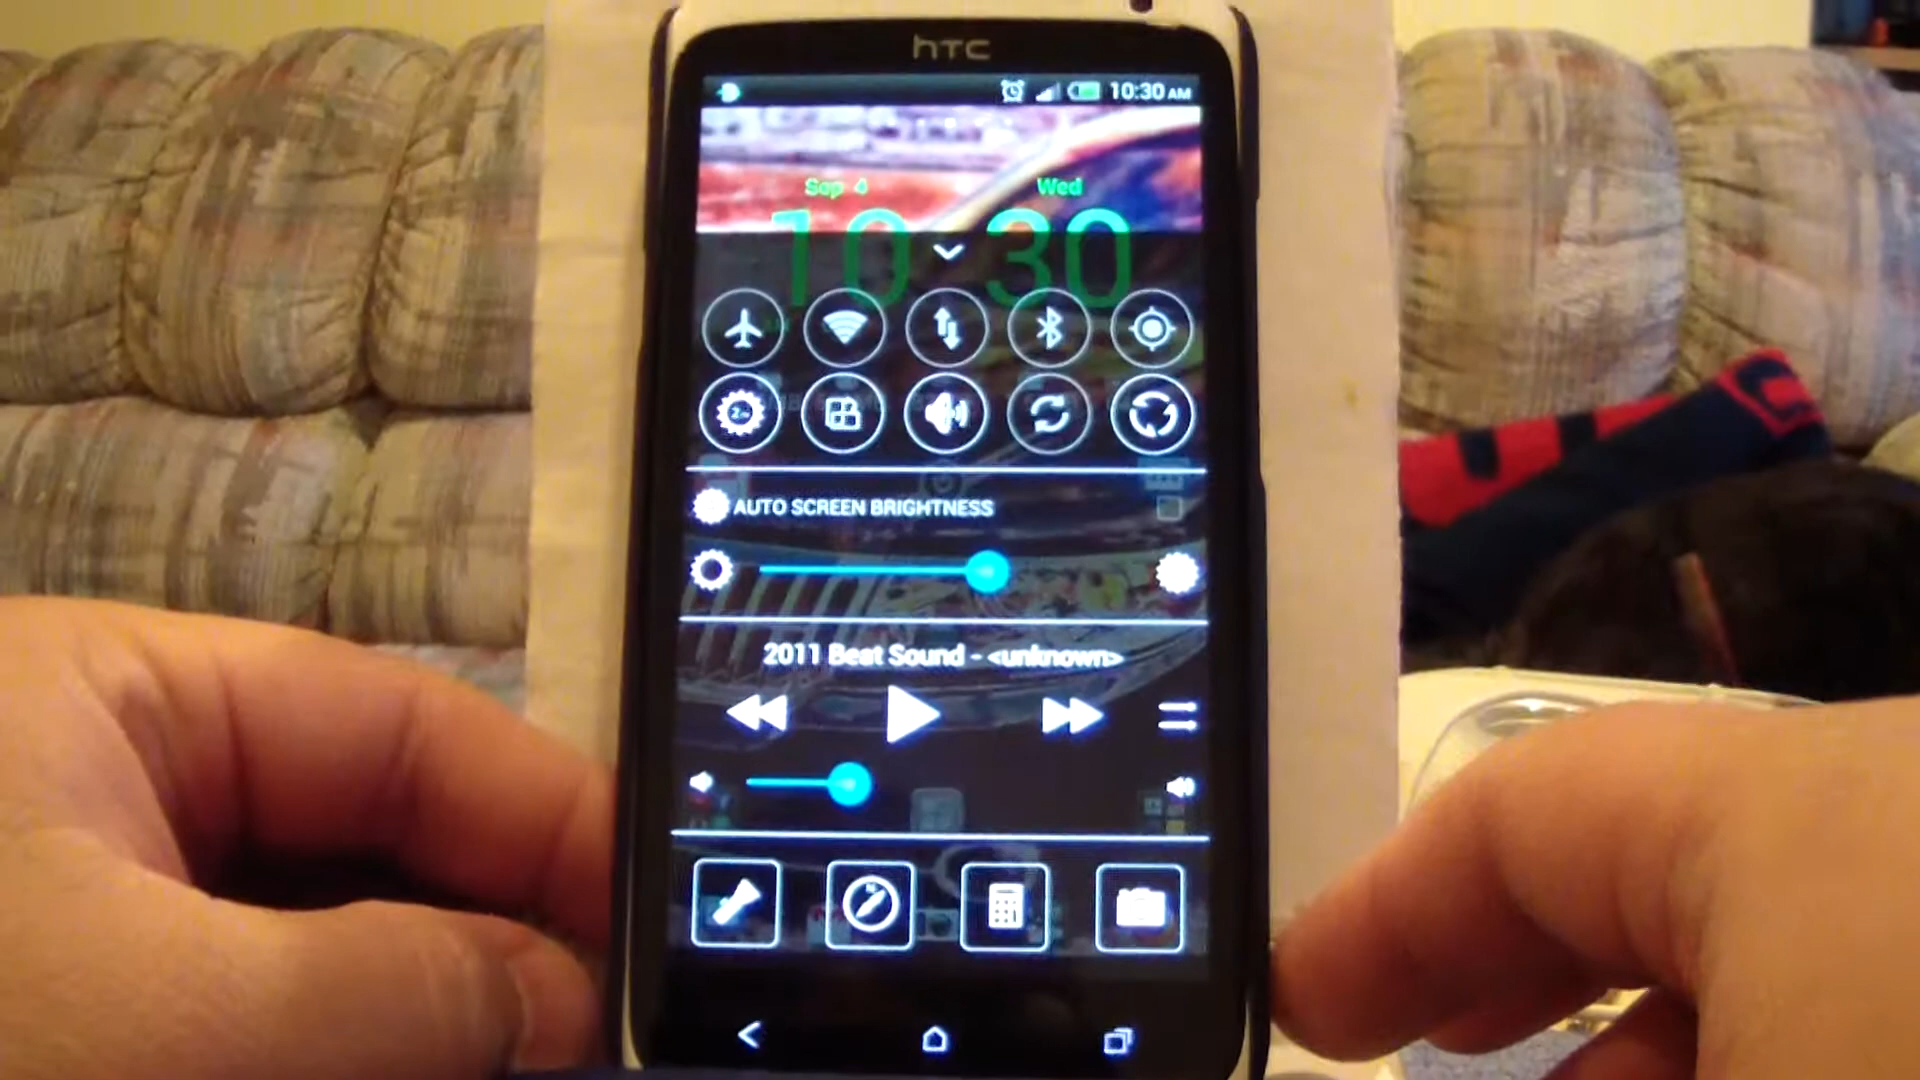 hTC
10:30 AM
Sep 4 Wed
10 30
AUTO SCREEN BRIGHTNESS
2011 Beat Sound - <unknown>